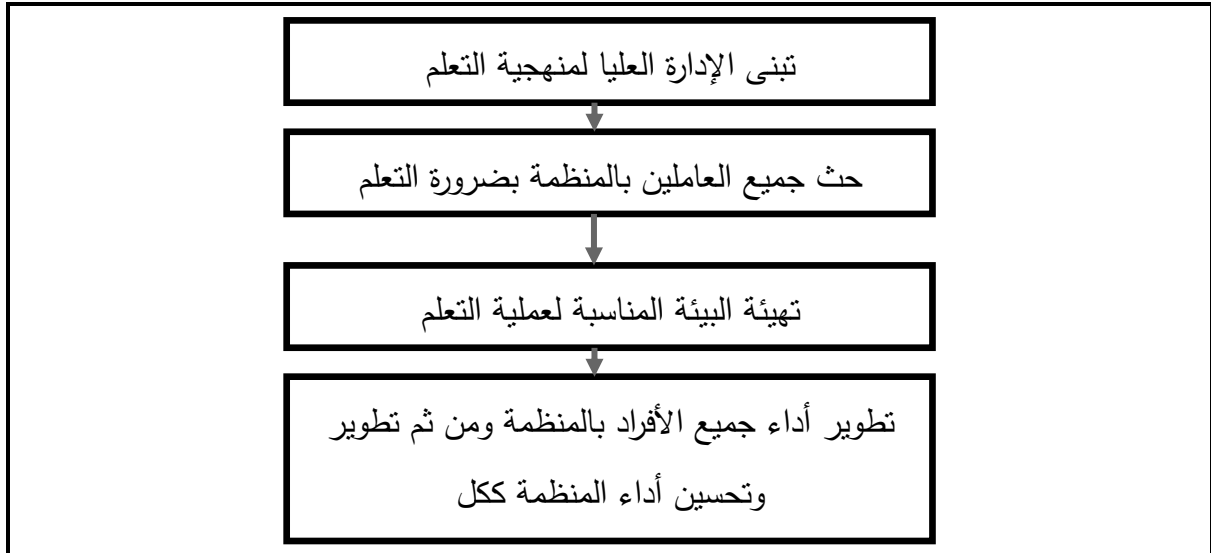 تبنى الإدارة العليا لمنهجية التعلم
حث جميع العاملين بالمنظمة بضرورة التعلم
تهيئة البيئة المناسبة لعملية التعلم
تطوير أداء جميع الأفراد بالمنظمة ومن ثم تطوير
وتحسين أداء المنظمة ككل